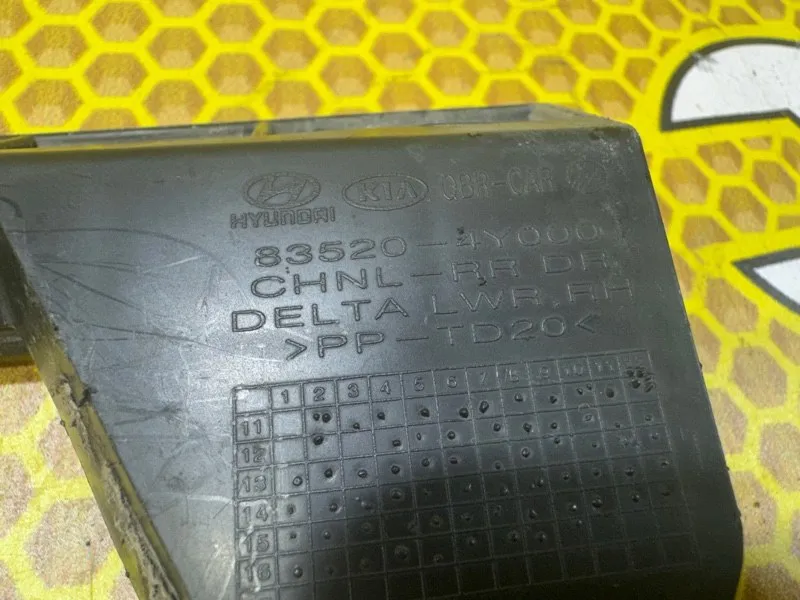 HYUNDAI KIA QBR-CAR
83520-4Y000
CHNL-RR DR
DELTA LWR.RH
>PP-TD20<
1 2 3 4 5 6 7 8 9 10 11
11
12
13
14
15
16